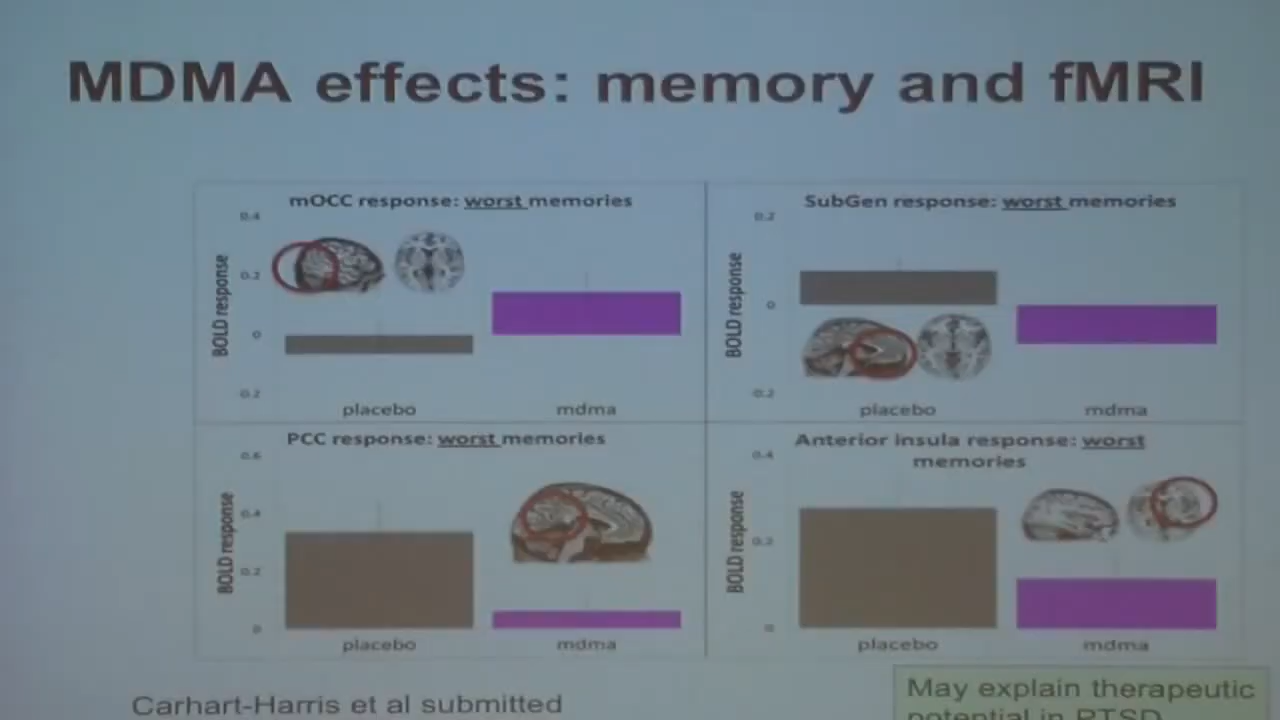 MDMA effects: memory and fMRI
mOCC response: worst memories
0.4
0.2
0
0.2
BOLD response
placebo
mdma
SubGen response: worst memories
0.2
0
0.2
BOLD response
placebo
mdma
PCC response: worst memories
0.6
0.4
0.2
0
BOLD response
placebo
mdma
Anterior insula response: worst
memories
0.4
0.2
0
BOLD response
placebo
mdma
Carhart-Harris et al submitted
May explain therapeutic
potential in PTSD